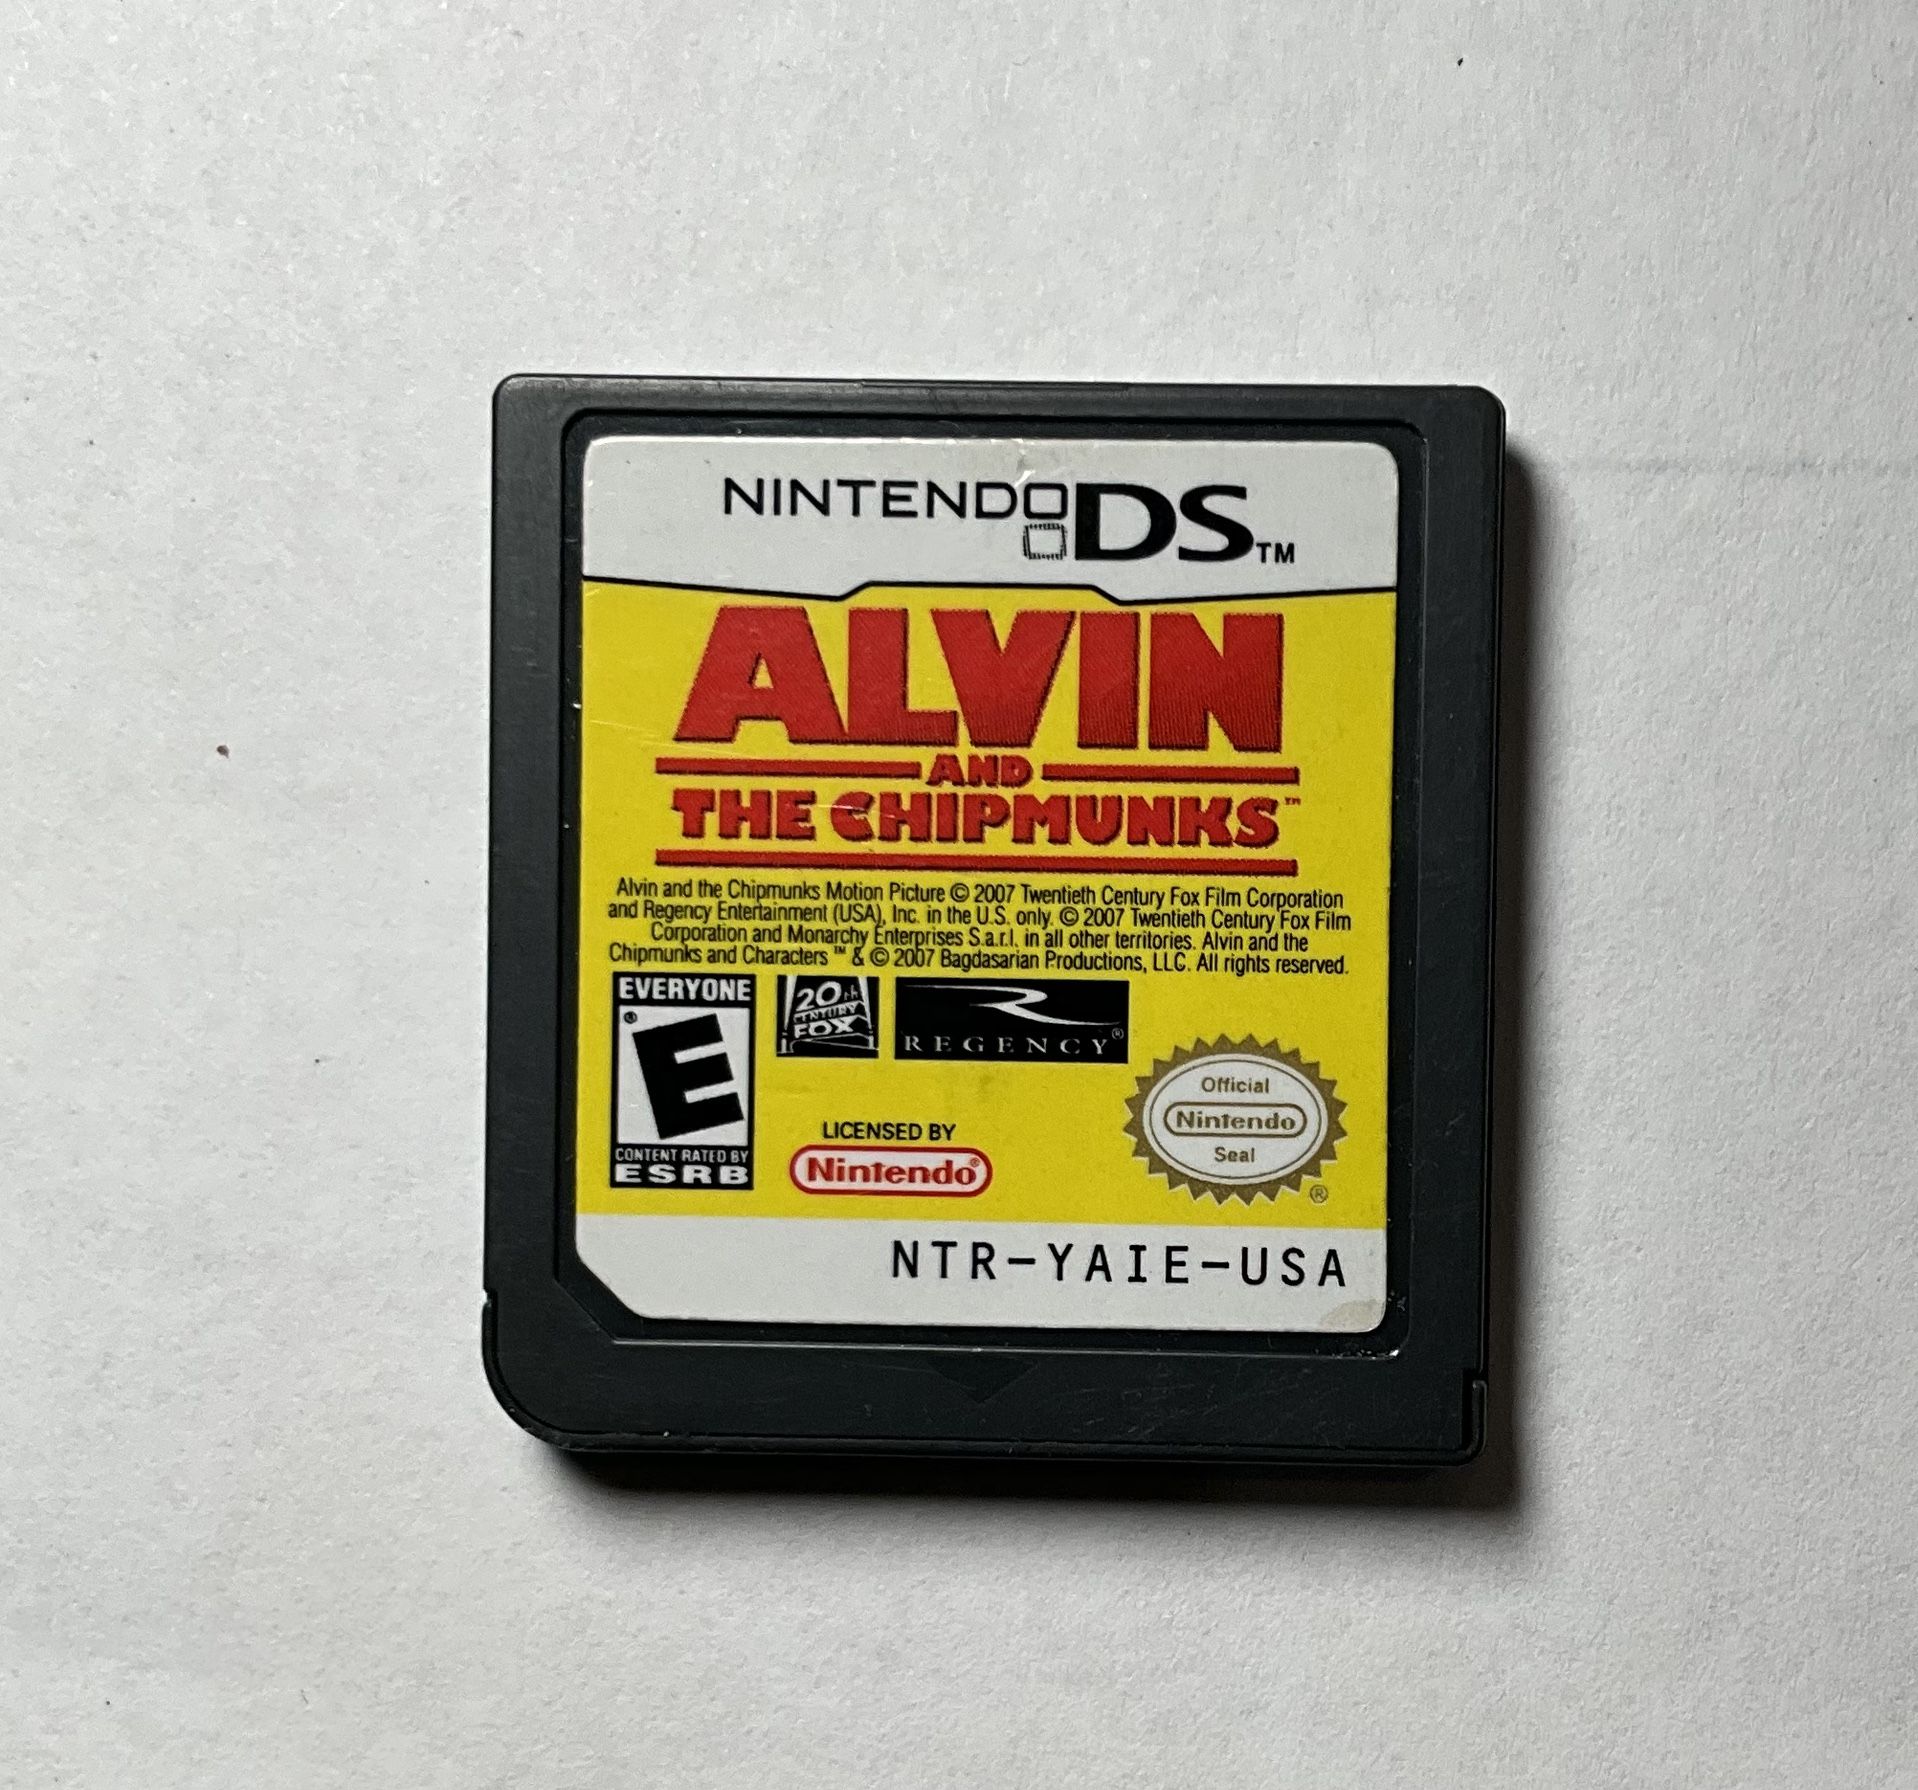 NINTENDO DS™
ALVIN
AND
THE CHIPMUNKS™
Alvin and the Chipmunks Motion Picture © 2007 Twentieth Century Fox Film Corporation
and Regency Entertainment (USA), Inc. in the U.S. only. © 2007 Twentieth Century Fox Film
Corporation and Monarchy Enterprises S.a.r.l. in all other territories. Alvin and the
Chipmunks and Characters ™ & © 2007 Bagdasarian Productions, LLC. All rights reserved.
EVERYONE
E®
CONTENT RATED BY
ESRB
20th
CENTURY
FOX
R
REGENCY®
LICENSED BY
Nintendo®
Official
Nintendo
Seal
®
NTR-YAIE-USA